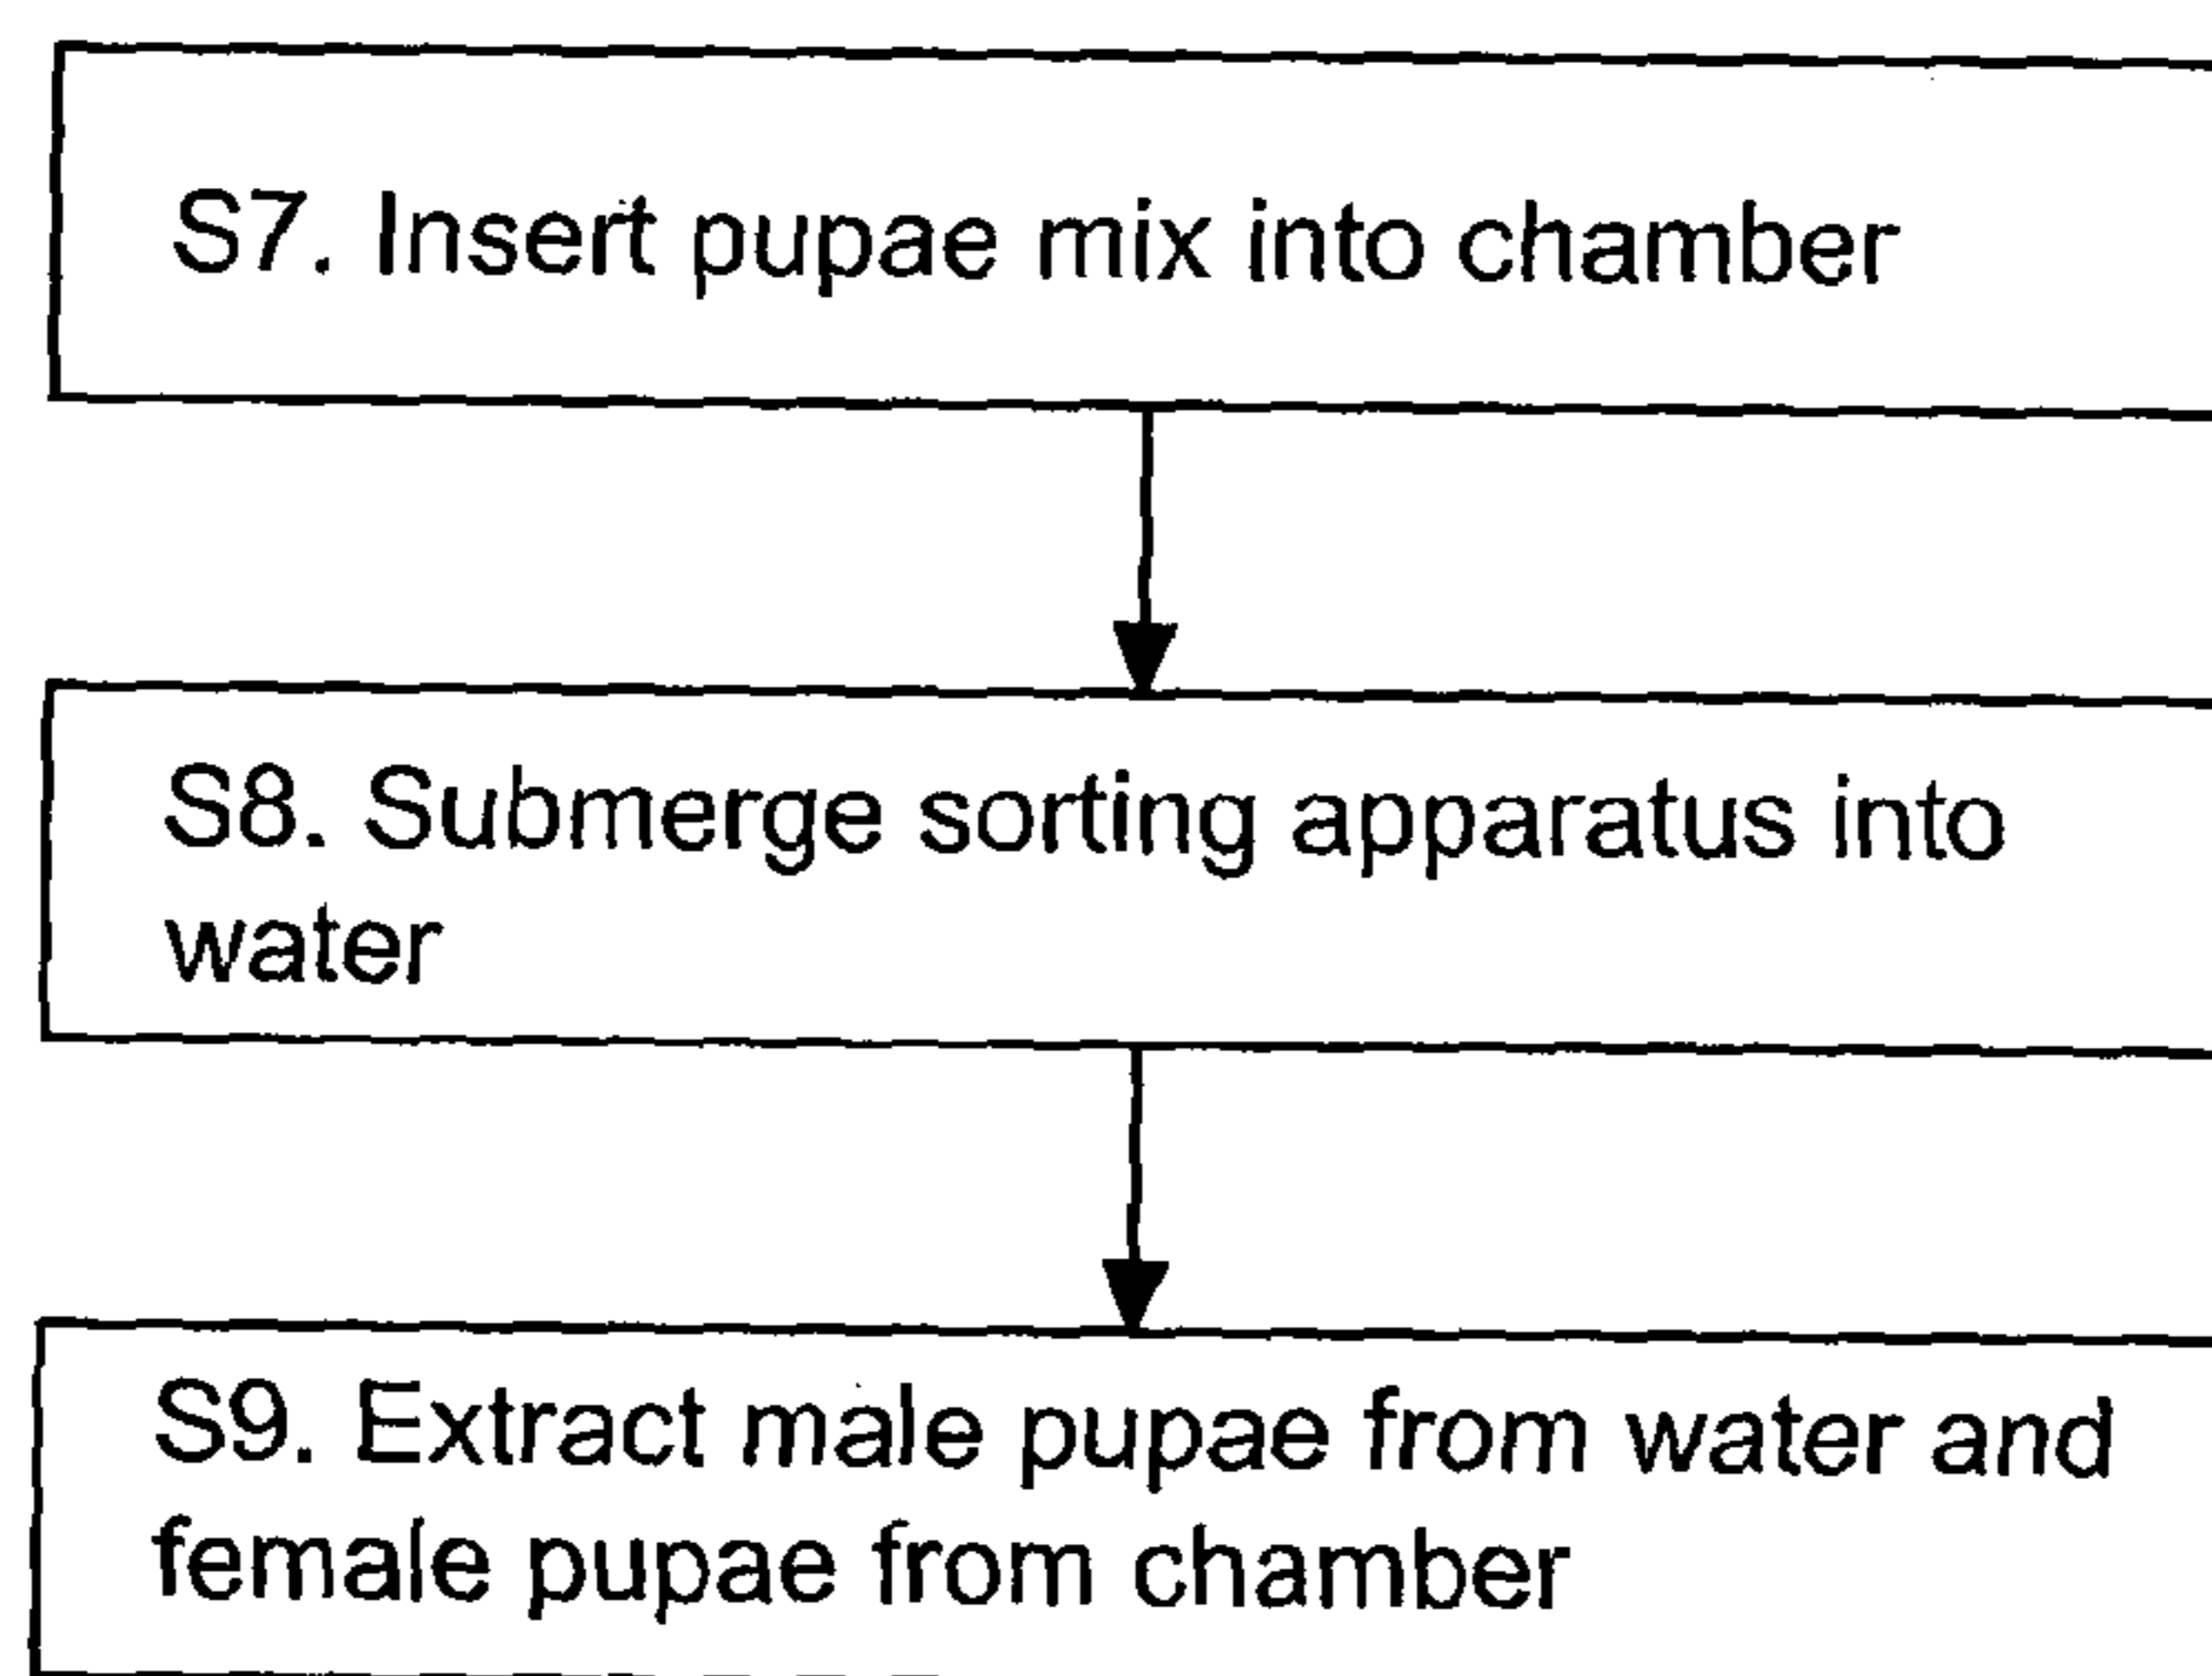 S7. Insert pupae mix into chamber
S8. Submerge sorting apparatus into
water
S9. Extract male pupae from water and
female pupae from chamber